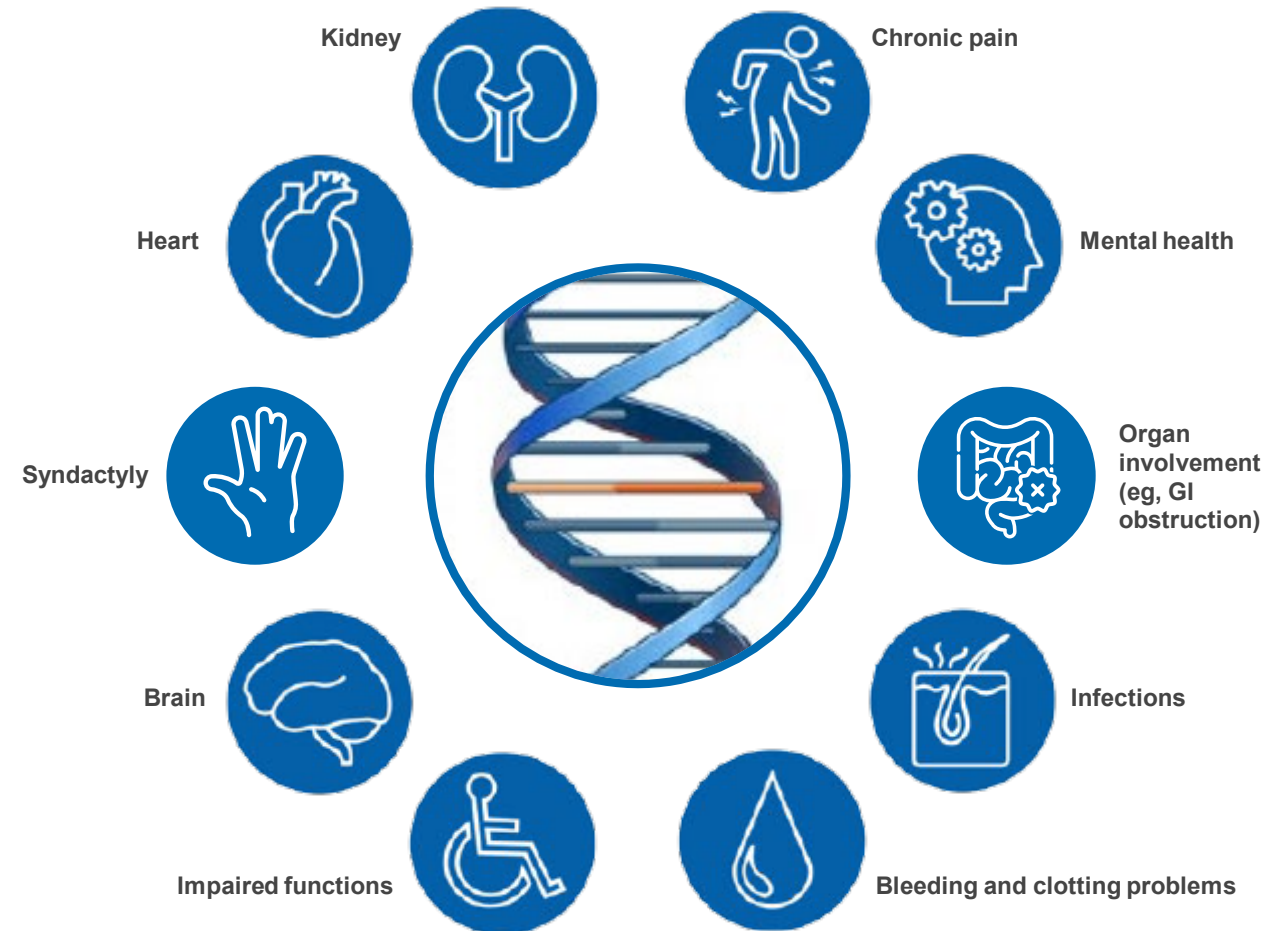 Kidney
Chronic pain
Heart
Mental health
Syndactyly
Organ
involvement
(eg, GI
obstruction)
Brain
Infections
Impaired functions
Bleeding and clotting problems